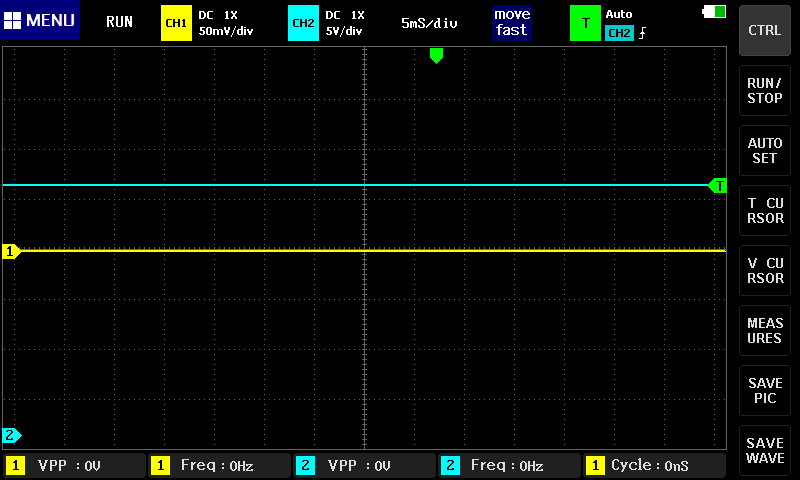 MENU
RUN
CH1
DC 1X
50mV/div
CH2
DC 1X
5V/div
5mS/div
move
fast
T
Auto
CH2
CTRL
RUN/
STOP
AUTO
SET
T
T CU
RSOR
1
V CU
RSOR
MEAS
URES
SAVE
PIC
2
SAVE
WAVE
1 VPP :0V
1 Freq:0Hz
2 VPP :0V
2 Freq:0Hz
1 Cycle:0nS